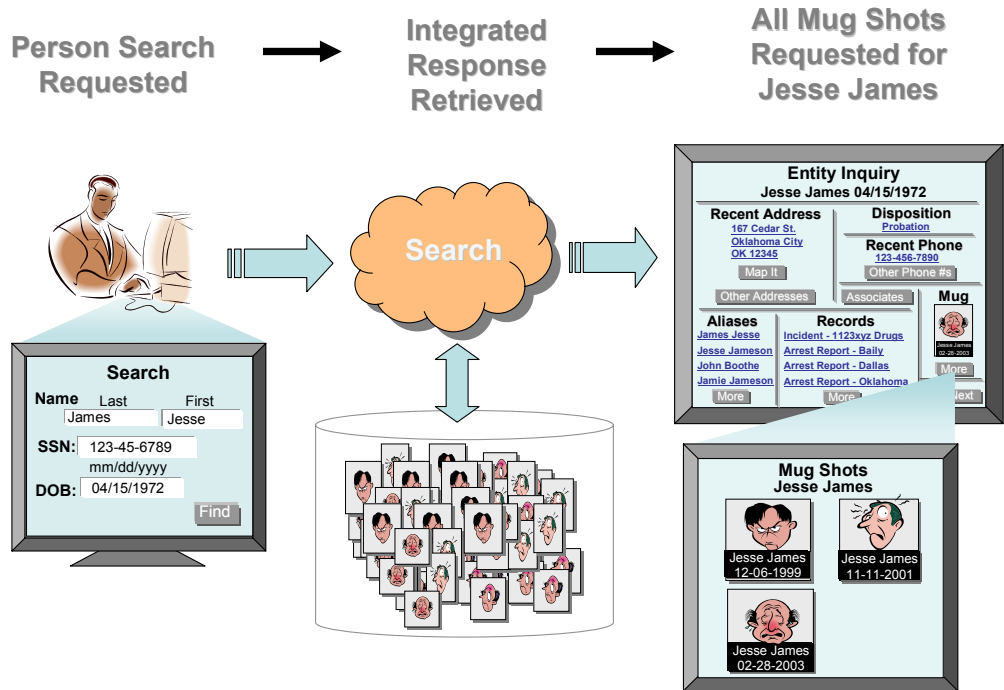 Person Search
Requested
Integrated
Response
Retrieved
All Mug Shots
Requested for
Jesse James
Search
Search
Name Last First
James Jesse
SSN: 123-45-6789
mm/dd/yyyy
DOB: 04/15/1972
Find
Entity Inquiry
Jesse James 04/15/1972
Recent Address
167 Cedar St.
Oklahoma City
OK 12345
Map It
Other Addresses
Disposition
Probation
Recent Phone
123-456-7890
Other Phone #s
Associates
Mug
Jesse James
02-28-2003
More
Next
Aliases
James Jesse
Jesse Jameson
John Boothe
Jamie Jameson
More
Records
Incident - 1123xyz Drugs
Arrest Report - Baily
Arrest Report - Dallas
Arrest Report - Oklahoma
More
Mug Shots
Jesse James
Jesse James
12-06-1999
Jesse James
11-11-2001
Jesse James
02-28-2003